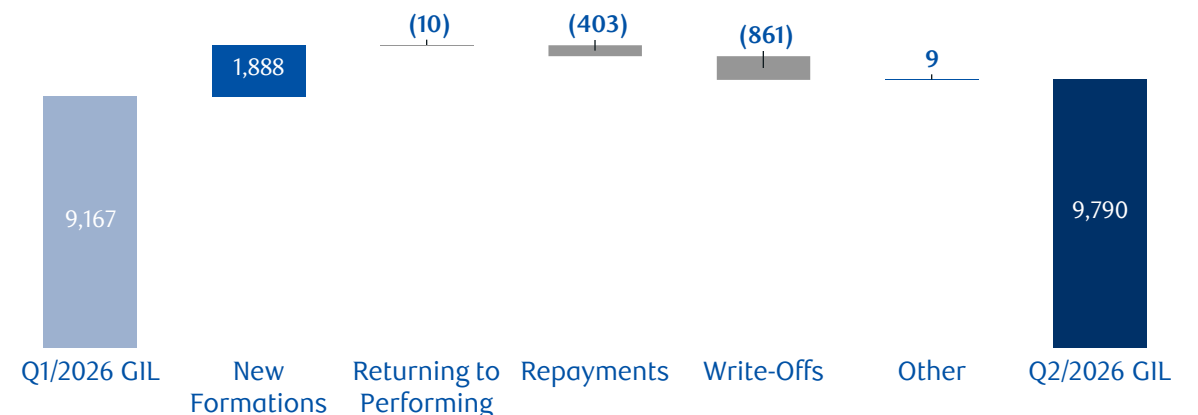 (10)
(403)
(861)
9
1,888
9,167
9,790
Q1/2026 GIL
New
Formations
Returning to
Performing
Repayments
Write-Offs
Other
Q2/2026 GIL